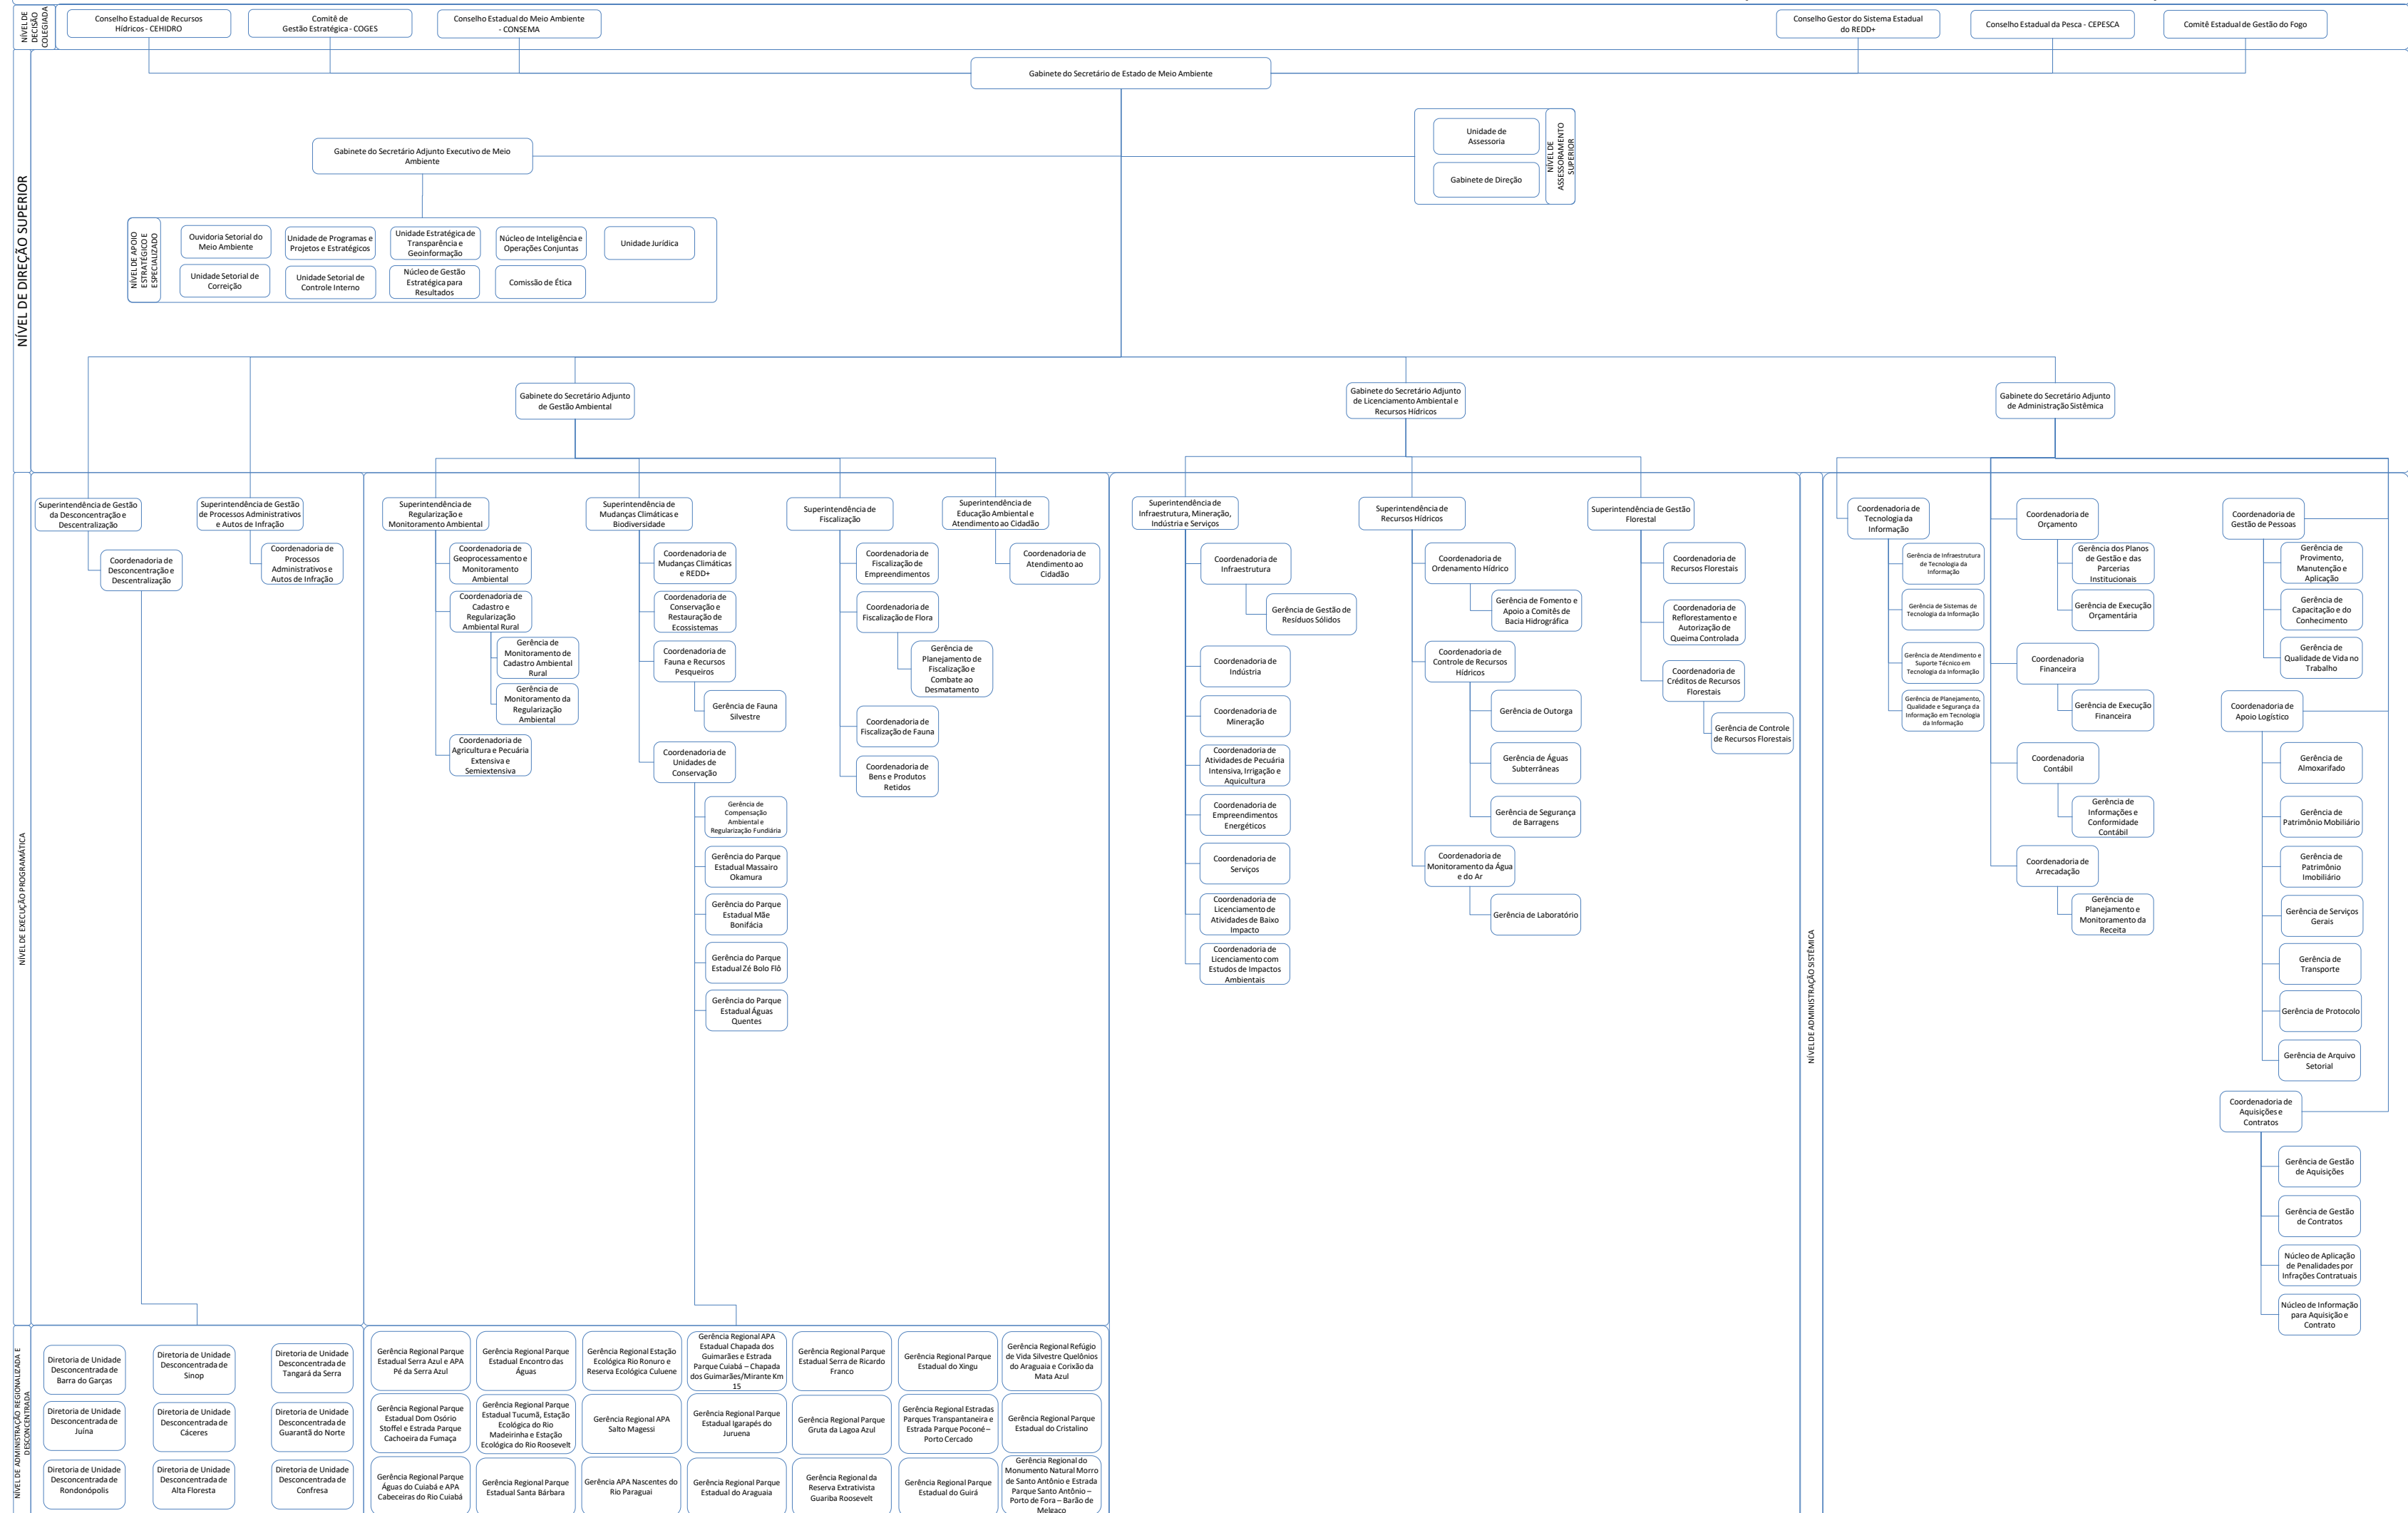 NÍVEL DE
DECISÃO
COLEGIADA
Conselho Estadual de Recursos
Hídricos - CEHIDRO
Comitê de
Gestão Estratégica - COGES
Conselho Estadual do Meio Ambiente
- CONSEMA
Conselho Gestor do Sistema Estadual
do REDD+
Conselho Estadual da Pesca - CEPESCA
Comitê Estadual de Gestão do Fogo
NÍVEL DE DIREÇÃO SUPERIOR
Gabinete do Secretário de Estado de Meio Ambiente
Gabinete do Secretário Adjunto Executivo de Meio
Ambiente
Unidade de
Assessoria
Gabinete de Direção
NÍVEL DE
ASSESSORAMENTO
SUPERIOR
NÍVEL DE APOIO
ESTRATÉGICO E
ESPECIALIZADO
Ouvidoria Setorial do
Meio Ambiente
Unidade de Programas e
Projetos e Estratégicos
Unidade Estratégica de
Transparência e
Geoinformação
Núcleo de Inteligência e
Operações Conjuntas
Unidade Jurídica
Unidade Setorial de
Correição
Unidade Setorial de
Controle Interno
Núcleo de Gestão
Estratégica para
Resultados
Comissão de Ética
Gabinete do Secretário Adjunto
de Gestão Ambiental
Gabinete do Secretário Adjunto
de Licenciamento Ambiental e
Recursos Hídricos
Gabinete do Secretário Adjunto
de Administração Sistêmica
NÍVEL DE EXECUÇÃO PROGRAMÁTICA
Superintendência de Gestão
da Desconcentração e
Descentralização
Coordenadoria de
Desconcentração e
Descentralização
Superintendência de Gestão
de Processos Administrativos
e Autos de Infração
Coordenadoria de
Processos
Administrativos e
Autos de Infração
Superintendência de
Regularização e
Monitoramento Ambiental
Coordenadoria de
Geoprocessamento e
Monitoramento
Ambiental
Coordenadoria de
Cadastro e
Regularização
Ambiental Rural
Gerência de
Monitoramento de
Cadastro Ambiental
Rural
Gerência de
Monitoramento da
Regularização
Ambiental
Coordenadoria de
Agricultura e Pecuária
Extensiva e
Semiextensiva
Superintendência de
Mudanças Climáticas e
Biodiversidade
Coordenadoria de
Mudanças Climáticas
e REDD+
Coordenadoria de
Conservação e
Restauração de
Ecossistemas
Coordenadoria de
Fauna e Recursos
Pesqueiros
Gerência de Fauna
Silvestre
Coordenadoria de
Unidades de
Conservação
Gerência de
Compensação
Ambiental e
Regularização Fundiária
Gerência do Parque
Estadual Massairo
Okamura
Gerência do Parque
Estadual Mãe
Bonifácia
Gerência do Parque
Estadual Zé Bolo Flô
Gerência do Parque
Estadual Águas
Quentes
Superintendência de
Fiscalização
Coordenadoria de
Fiscalização de
Empreendimentos
Coordenadoria de
Fiscalização de Flora
Gerência de
Planejamento de
Fiscalização e
Combate ao
Desmatamento
Coordenadoria de
Fiscalização de Fauna
Coordenadoria de
Bens e Produtos
Retidos
Superintendência de
Educação Ambiental e
Atendimento ao Cidadão
Coordenadoria de
Atendimento ao
Cidadão
Superintendência de
Infraestrutura, Mineração,
Indústria e Serviços
Coordenadoria de
Infraestrutura
Gerência de Gestão de
Resíduos Sólidos
Coordenadoria de
Indústria
Coordenadoria de
Mineração
Coordenadoria de
Atividades de Pecuária
Intensiva, Irrigação e
Aquicultura
Coordenadoria de
Empreendimentos
Energéticos
Coordenadoria de
Serviços
Coordenadoria de
Licenciamento de
Atividades de Baixo
Impacto
Coordenadoria de
Licenciamento com
Estudos de Impactos
Ambientais
Superintendência de
Recursos Hídricos
Coordenadoria de
Ordenamento Hídrico
Gerência de Fomento e
Apoio a Comitês de
Bacia Hidrográfica
Coordenadoria de
Controle de Recursos
Hídricos
Gerência de Outorga
Gerência de Águas
Subterrâneas
Gerência de Segurança
de Barragens
Coordenadoria de
Monitoramento da Água
e do Ar
Gerência de Laboratório
Superintendência de Gestão
Florestal
Coordenadoria de
Recursos Florestais
Coordenadoria de
Reflorestamento e
Autorização de
Queima Controlada
Coordenadoria de
Créditos de Recursos
Florestais
Gerência de Controle
de Recursos Florestais
NÍVEL DE ADMINISTRAÇÃO SISTÊMICA
Coordenadoria de
Tecnologia da
Informação
Gerência de Infraestrutura
de Tecnologia da
Informação
Gerência de Sistemas de
Tecnologia da Informação
Gerência de Atendimento e
Suporte Técnico em
Tecnologia da Informação
Gerência de Planejamento,
Qualidade e Segurança da
Informação em Tecnologia
da Informação
Coordenadoria de
Orçamento
Gerência dos Planos
de Gestão e das
Parcerias
Institucionais
Gerência de Execução
Orçamentária
Coordenadoria
Financeira
Gerência de Execução
Financeira
Coordenadoria
Contábil
Gerência de
Informações e
Conformidade
Contábil
Coordenadoria de
Arrecadação
Gerência de
Planejamento e
Monitoramento da
Receita
Coordenadoria de
Gestão de Pessoas
Gerência de
Provimento,
Manutenção e
Aplicação
Gerência de
Capacitação e do
Conhecimento
Gerência de
Qualidade de Vida no
Trabalho
Coordenadoria de
Apoio Logístico
Gerência de
Almoxarifado
Gerência de
Patrimônio Mobiliário
Gerência de
Patrimônio
Imobiliário
Gerência de Serviços
Gerais
Gerência de
Transporte
Gerência de Protocolo
Gerência de Arquivo
Setorial
Coordenadoria de
Aquisições e
Contratos
Gerência de Gestão
de Aquisições
Gerência de Gestão
de Contratos
Núcleo de Aplicação
de Penalidades por
Infrações Contratuais
Núcleo de Informação
para Aquisição e
Contrato
NÍVEL DE ADMINISTRAÇÃO REGIONALIZADA E
DESCONCENTRADA
Diretoria de Unidade
Desconcentrada de
Barra do Garças
Diretoria de Unidade
Desconcentrada de
Sinop
Diretoria de Unidade
Desconcentrada de
Tangará da Serra
Diretoria de Unidade
Desconcentrada de
Juína
Diretoria de Unidade
Desconcentrada de
Cáceres
Diretoria de Unidade
Desconcentrada de
Guarantã do Norte
Diretoria de Unidade
Desconcentrada de
Rondonópolis
Diretoria de Unidade
Desconcentrada de
Alta Floresta
Diretoria de Unidade
Desconcentrada de
Confresa
Gerência Regional Parque
Estadual Serra Azul e APA
Pé da Serra Azul
Gerência Regional Parque
Estadual Encontro das
Águas
Gerência Regional Estação
Ecológica Rio Ronuro e
Reserva Ecológica Culuene
Gerência Regional APA
Estadual Chapada dos
Guimarães e Estrada
Parque Cuiabá – Chapada
dos Guimarães/Mirante Km
15
Gerência Regional Parque
Estadual Serra de Ricardo
Franco
Gerência Regional Parque
Estadual do Xingu
Gerência Regional Refúgio
de Vida Silvestre Quelônios
do Araguaia e Corixão da
Mata Azul
Gerência Regional Parque
Estadual Dom Osório
Stoffel e Estrada Parque
Cachoeira da Fumaça
Gerência Regional Parque
Estadual Tucumã, Estação
Ecológica do Rio
Madeirinha e Estação
Ecológica do Rio Roosevelt
Gerência Regional APA
Salto Magessi
Gerência Regional Parque
Estadual Igarapés do
Juruena
Gerência Regional Parque
Gruta da Lagoa Azul
Gerência Regional Estradas
Parques Transpantaneira e
Estrada Parque Poconé –
Porto Cercado
Gerência Regional Parque
Estadual do Cristalino
Gerência Regional Parque
Águas do Cuiabá e APA
Cabeceiras do Rio Cuiabá
Gerência Regional Parque
Estadual Santa Bárbara
Gerência APA Nascentes do
Rio Paraguai
Gerência Regional Parque
Estadual do Araguaia
Gerência Regional da
Reserva Extrativista
Guariba Roosevelt
Gerência Regional Parque
Estadual do Guirá
Gerência Regional do
Monumento Natural Morro
de Santo Antônio e Estrada
Parque Santo Antônio –
Porto de Fora – Barão de
Melgaço